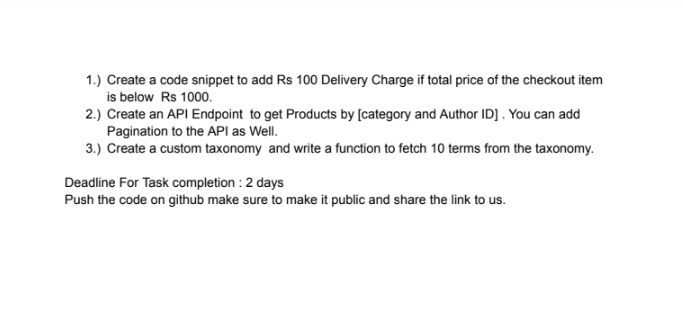 1.) Create a code snippet to add Rs 100 Delivery Charge if total price of the checkout item
is below Rs 1000.
2.) Create an API Endpoint to get Products by [category and Author ID] . You can add
Pagination to the API as Well.
3.) Create a custom taxonomy and write a function to fetch 10 terms from the taxonomy.
Deadline For Task completion : 2 days
Push the code on github make sure to make it public and share the link to us.